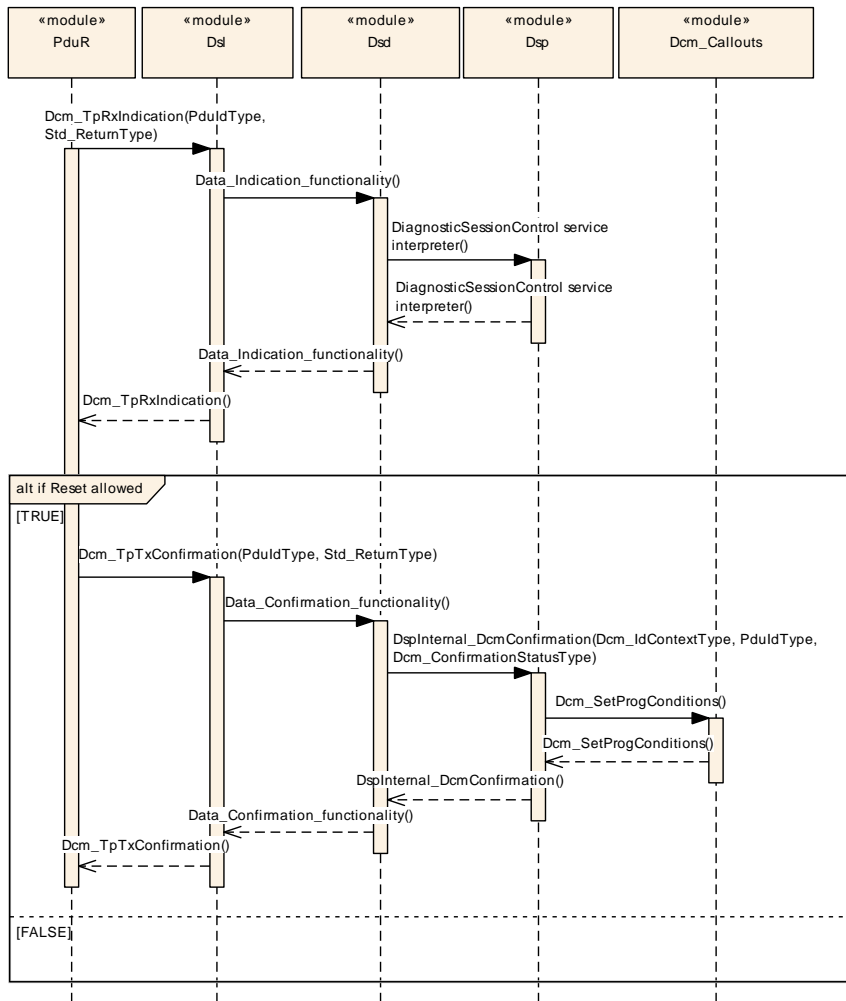 «module»
PduR
«module»
Dsl
«module»
Dsd
«module»
Dsp
«module»
Dcm_Callouts
Dcm_TpRxIndication(PduIdType,
Std_ReturnType)
Data_Indication_functionality()
DiagnosticSessionControl service
interpreter()
DiagnosticSessionControl service
interpreter()
Data_Indication_functionality()
Dcm_TpRxIndication()
alt if Reset allowed
[TRUE]
Dcm_TpTxConfirmation(PduIdType, Std_ReturnType)
Data_Confirmation_functionality()
DspInternal_DcmConfirmation(Dcm_IdContextType, PduIdType,
Dcm_ConfirmationStatusType)
Dcm_SetProgConditions()
Dcm_SetProgConditions()
DspInternal_DcmConfirmation()
Data_Confirmation_functionality()
Dcm_TpTxConfirmation()
[FALSE]